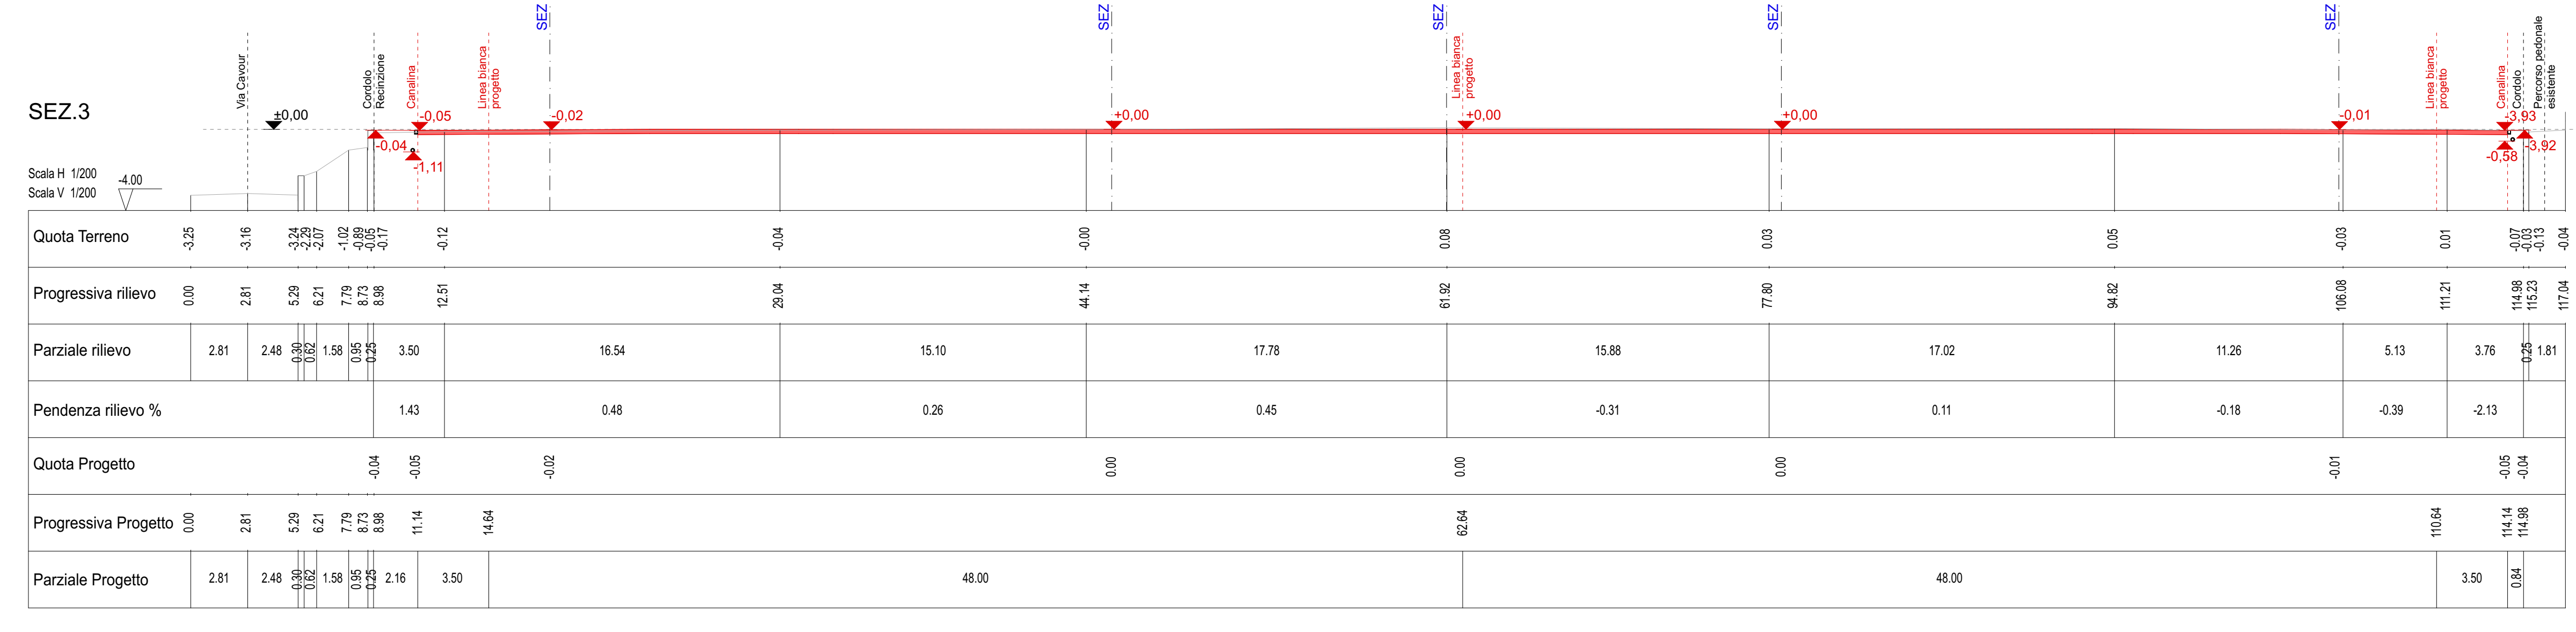 SEZ
SEZ
SEZ
SEZ
SEZ
Via Cavour
Cordolo
Recinzione
Canalina
Linea bianca
progetto
Linea bianca
progetto
Linea bianca
progetto
Canalina
Cordolo
Percorso pedonale
esistente
SEZ.3
±0,00
-0,04
-0,05
-1,11
-0,02
+0,00
+0,00
+0,00
-0,01
-3,93
-0,58
-3,92
Scala H 1/200
Scala V 1/200
-4.00
Quota Terreno -3.25 -3.16 -3.24 -2.29 -2.07 -1.02 -0.89 -0.05 -0.17 -0.12 -0.04 -0.00 0.08 0.03 0.05 -0.03 0.01 -0.07 -0.03 -0.13 -0.04
Progressiva rilievo 0.00 2.81 5.29 6.21 7.79 8.73 8.98 12.51 29.04 44.14 61.92 77.80 94.82 106.08 111.21 114.98 115.23 117.04
Parziale rilievo 2.81 2.48 0.30 0.62 1.58 0.95 0.25 3.50 16.54 15.10 17.78 15.88 17.02 11.26 5.13 3.76 0.25 1.81
Pendenza rilievo % 1.43 0.48 0.26 0.45 -0.31 0.11 -0.18 -0.39 -2.13
Quota Progetto -0.04 -0.05 -0.02 0.00 0.00 0.00 -0.01 -0.05 -0.04
Progressiva Progetto 0.00 2.81 5.29 6.21 7.79 8.73 8.98 11.14 14.64 62.64 110.64 114.14 114.98
Parziale Progetto 2.81 2.48 0.30 0.62 1.58 0.95 0.25 2.16 3.50 48.00 48.00 3.50 0.84